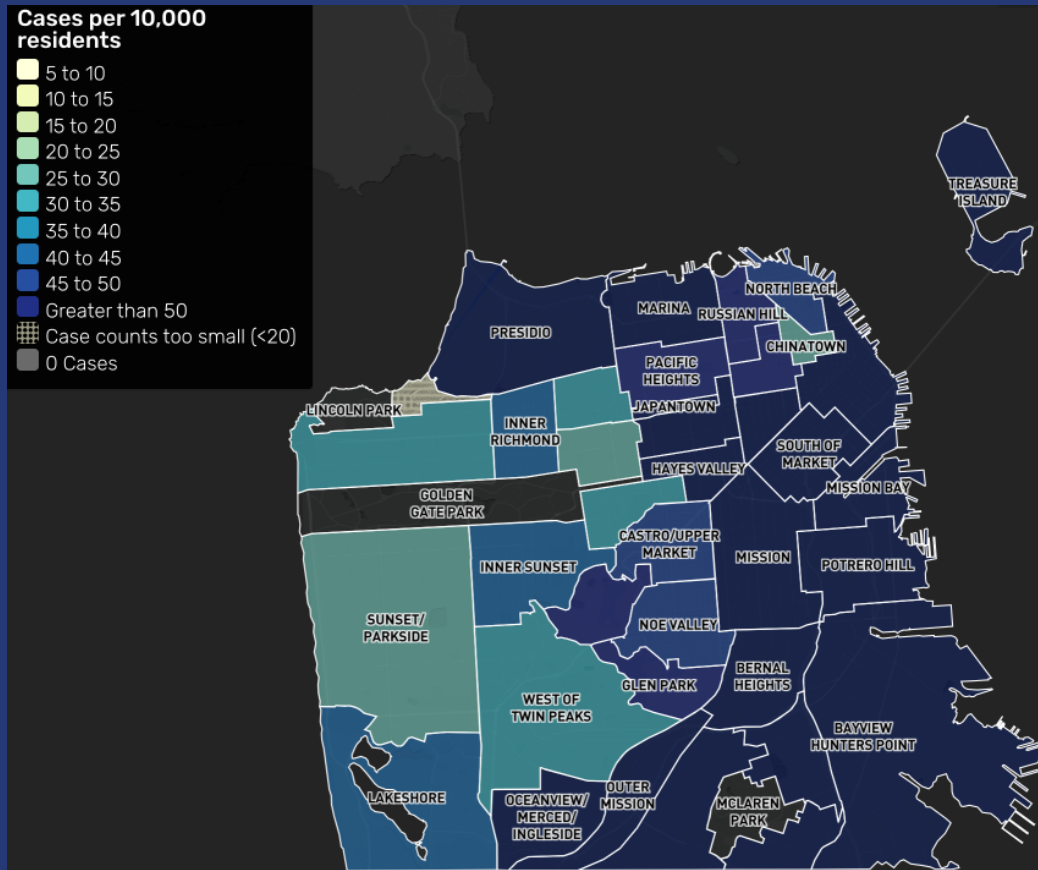 Cases per 10,000
residents
5 to 10
10 to 15
15 to 20
20 to 25
25 to 30
30 to 35
35 to 40
40 to 45
45 to 50
Greater than 50
Case counts too small (<20)
0 Cases
TREASURE
ISLAND
NORTH BEACH
MARINA
RUSSIAN HILL
PRESIDIO
CHINATOWN
PACIFIC
HEIGHTS
JAPANTOWN
LINCOLN PARK
INNER
RICHMOND
SOUTH OF
MARKET
HAYES VALLEY
MISSION BAY
GOLDEN
GATE PARK
CASTRO/UPPER
MARKET
MISSION
POTRERO HILL
INNER SUNSET
SUNSET/
PARKSIDE
NOE VALLEY
BERNAL
HEIGHTS
GLEN PARK
WEST OF
TWIN PEAKS
BAYVIEW
HUNTERS POINT
LAKESHORE
OUTER
MISSION
OCEANVIEW/
MERCED/
INGLESIDE
MCLAREN
PARK